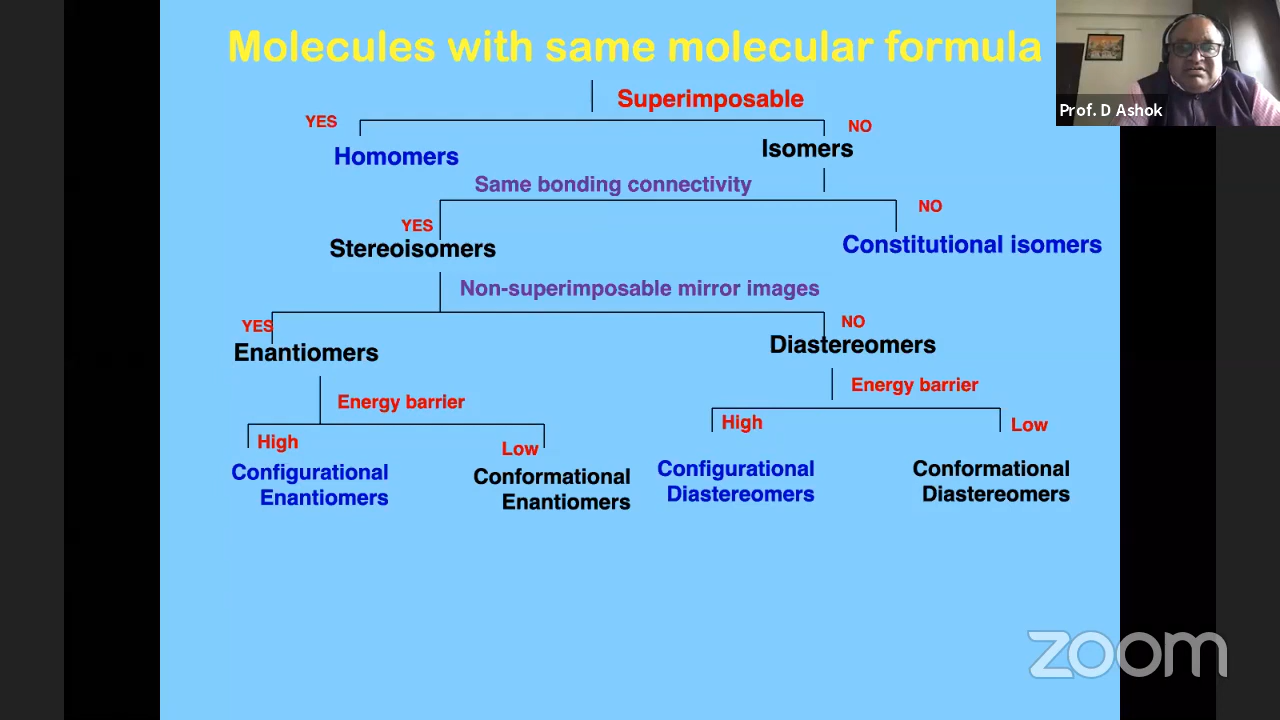 Molecules with same molecular formula
Prof. D Ashok
Superimposable
YES
NO
Homomers
Isomers
Same bonding connectivity
YES
NO
Stereoisomers
Constitutional isomers
Non-superimposable mirror images
YES
NO
Enantiomers
Diastereomers
Energy barrier
Energy barrier
High
Low
High
Low
Configurational
Enantiomers
Conformational
Enantiomers
Configurational
Diastereomers
Conformational
Diastereomers
zoom